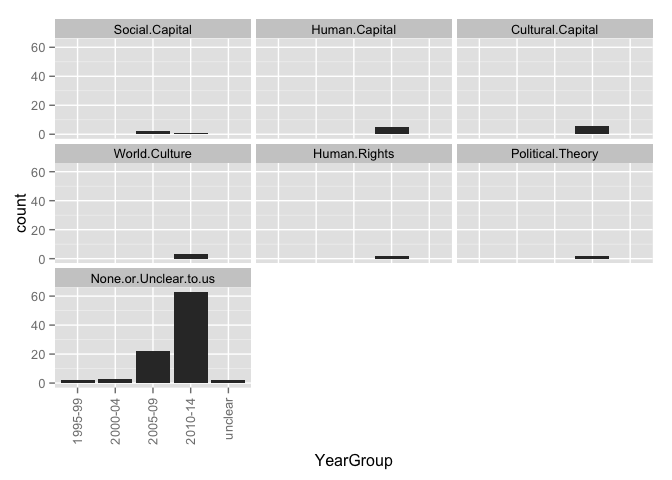 Social.Capital Human.Capital Cultural.Capital
60
40
20
0
World.Culture Human.Rights Political.Theory
60
40
20
0
count
None.or.Unclear.to.us
60
40
20
0
1995-99 2000-04 2005-09 2010-14 unclear
YearGroup